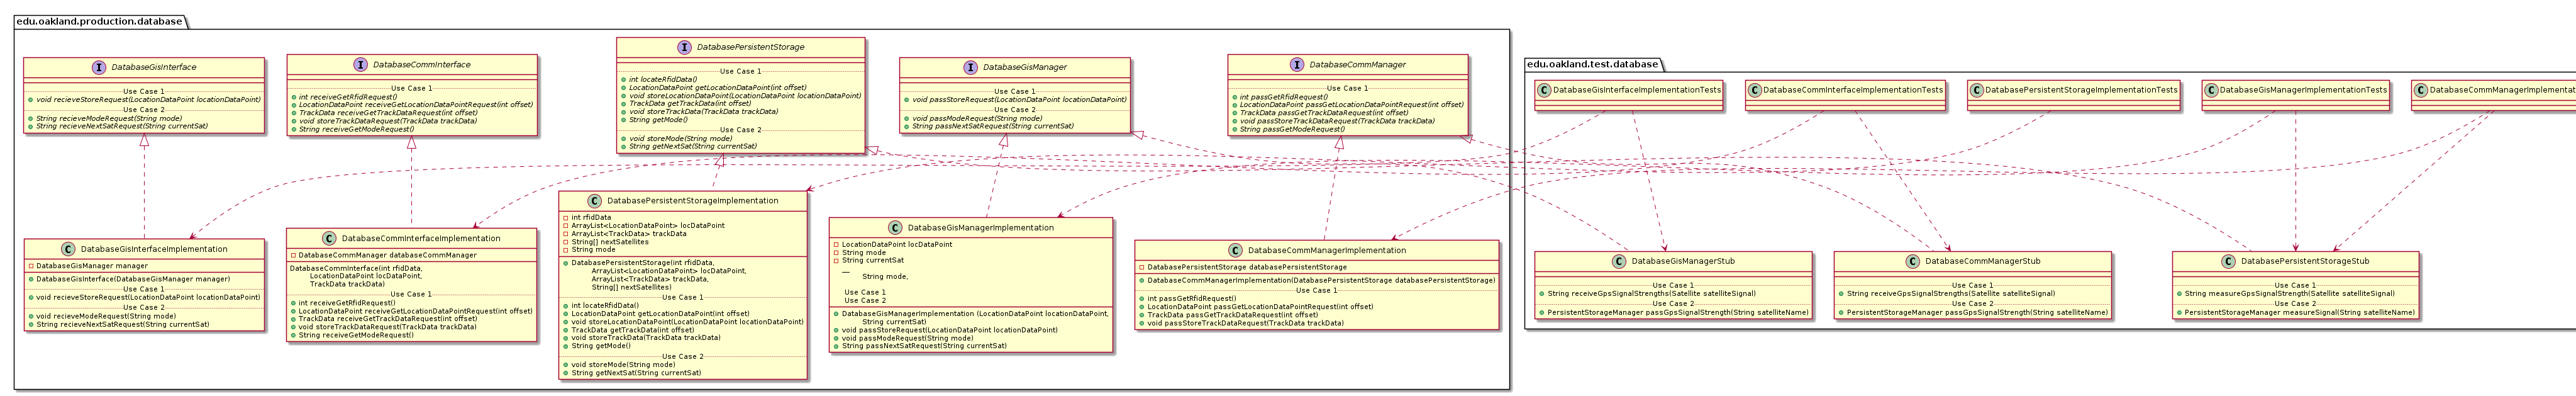 edu.oakland.production.database
I DatabaseGisInterface
Use Case 1
void recieveStoreRequest(LocationDataPoint locationDataPoint)
Use Case 2
String recieveModeRequest(String mode)
String recieveNextSatRequest(String currentSat)
I DatabaseCommInterface
Use Case 1
int receiveGetRfidRequest()
LocationDataPoint receiveGetLocationDataPointRequest(int offset)
TrackData receiveGetTrackDataRequest(int offset)
void storeTrackDataRequest(TrackData trackData)
String receiveGetModeRequest()
I DatabasePersistentStorage
Use Case 1
int locateRfidData()
LocationDataPoint getLocationDataPoint(int offset)
void storeLocationDataPoint(LocationDataPoint locationDataPoint)
TrackData getTrackData(int offset)
void storeTrackData(TrackData trackData)
String getMode()
Use Case 2
void storeMode(String mode)
String getNextSat(String currentSat)
I DatabaseGisManager
Use Case 1
void passStoreRequest(LocationDataPoint locationDataPoint)
Use Case 2
void passModeRequest(String mode)
String passNextSatRequest(String currentSat)
I DatabaseCommManager
Use Case 1
int passGetRfidRequest()
LocationDataPoint passGetLocationDataPointRequest(int offset)
TrackData passGetTrackDataRequest(int offset)
void passStoreTrackDataRequest(TrackData trackData)
String passGetModeRequest()
C DatabaseGisInterfaceImplementation
DatabaseGisManager manager
DatabaseGisInterface(DatabaseGisManager manager)
Use Case 1
void recieveStoreRequest(LocationDataPoint locationDataPoint)
Use Case 2
void recieveModeRequest(String mode)
String recieveNextSatRequest(String currentSat)
C DatabaseCommInterfaceImplementation
DatabaseCommManager databaseCommManager
DatabaseCommInterface(int rfidData,
LocationDataPoint locDataPoint,
TrackData trackData)
Use Case 1
int receiveGetRfidRequest()
LocationDataPoint receiveGetLocationDataPointRequest(int offset)
TrackData receiveGetTrackDataRequest(int offset)
void storeTrackDataRequest(TrackData trackData)
String receiveGetModeRequest()
C DatabasePersistentStorageImplementation
int rfidData
ArrayList<LocationDataPoint> locDataPoint
ArrayList<TrackData> trackData
String[] nextSatellites
String mode
DatabasePersistentStorage(int rfidData,
ArrayList<LocationDataPoint> locDataPoint,
ArrayList<TrackData> trackData,
String[] nextSatellites)
Use Case 1
int locateRfidData()
LocationDataPoint getLocationDataPoint(int offset)
void storeLocationDataPoint(LocationDataPoint locationDataPoint)
TrackData getTrackData(int offset)
void storeTrackData(TrackData trackData)
String getMode()
Use Case 2
void storeMode(String mode)
String getNextSat(String currentSat)
C DatabaseGisManagerImplementation
LocationDataPoint locDataPoint
String mode
String currentSat
__
String mode,
Use Case 1
Use Case 2
DatabaseGisManagerImplementation (LocationDataPoint locationDataPoint,
String currentSat)
void passStoreRequest(LocationDataPoint locationDataPoint)
void passModeRequest(String mode)
String passNextSatRequest(String currentSat)
C DatabaseCommManagerImplementation
DatabasePersistentStorage databasePersistentStorage
DatabaseCommManagerImplementation(DatabasePersistentStorage databasePersistentStorage)
Use Case 1
int passGetRfidRequest()
LocationDataPoint passGetLocationDataPointRequest(int offset)
TrackData passGetTrackDataRequest(int offset)
void passStoreTrackDataRequest(TrackData trackData)
edu.oakland.test.database
C DatabaseGisInterfaceImplementationTests
C DatabaseCommInterfaceImplementationTests
C DatabasePersistentStorageImplementationTests
C DatabaseGisManagerImplementationTests
C DatabaseCommManagerImplementa
C DatabaseGisManagerStub
Use Case 1
String receiveGpsSignalStrengths(Satellite satelliteSignal)
Use Case 2
PersistentStorageManager passGpsSignalStrength(String satelliteName)
C DatabaseCommManagerStub
Use Case 1
String receiveGpsSignalStrengths(Satellite satelliteSignal)
Use Case 2
PersistentStorageManager passGpsSignalStrength(String satelliteName)
C DatabasePersistentStorageStub
Use Case 1
String measureGpsSignalStrength(Satellite satelliteSignal)
Use Case 2
PersistentStorageManager measureSignal(String satelliteName)